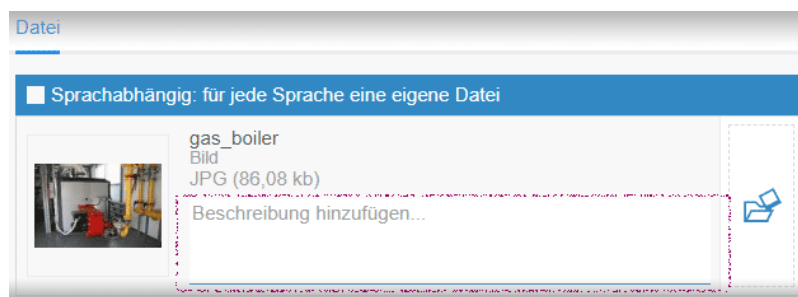 Datei
Sprachabhängig: für jede Sprache eine eigene Datei
gas_boiler
Bild
JPG (86,08 kb)
Beschreibung hinzufügen...